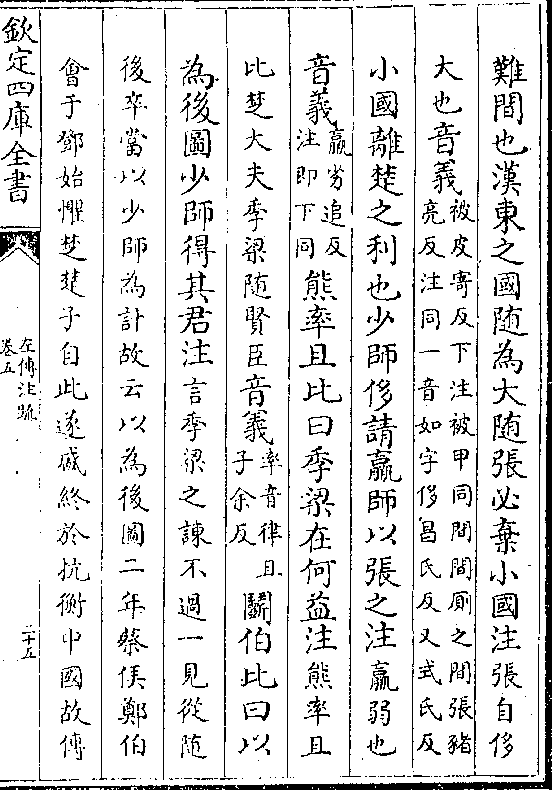 難間也漢東之國随為大随張必棄小國注張自侈
大也音義被皮寄反下注被甲同間間厠之間張豬
亮反注同一音如字侈昌氏反又式氏反
小國離楚之利也少師侈請羸師以張之注羸弱也
音義羸劣追反
注即下同熊率且比曰季梁在何益注熊率且
比楚大夫季梁随賢臣音義率音律且
子余反鬭伯比曰以
為後圖少師得其君注言季梁之諫不過一見從随
後卒當以少師為計故云以為後圖二年蔡侯鄭伯
會于鄧始懼楚楚子自此遂盛終於抗衡中國故傳
欽定四庫全書
左傳注疏
卷五
二十五